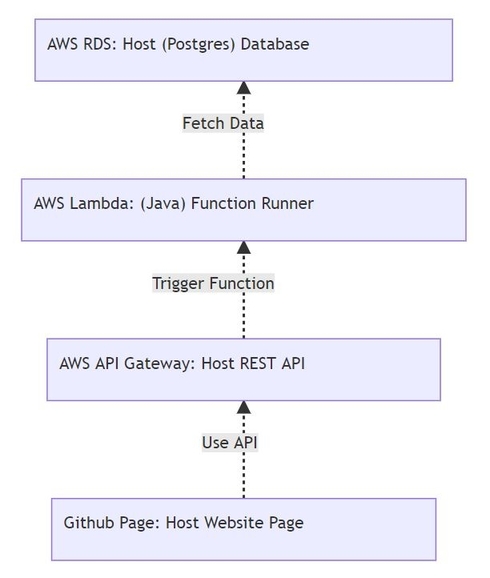 AWS RDS: Host (Postgres) Database
Fetch Data
AWS Lambda: (Java) Function Runner
Trigger Function
AWS API Gateway: Host REST API
Use API
Github Page: Host Website Page